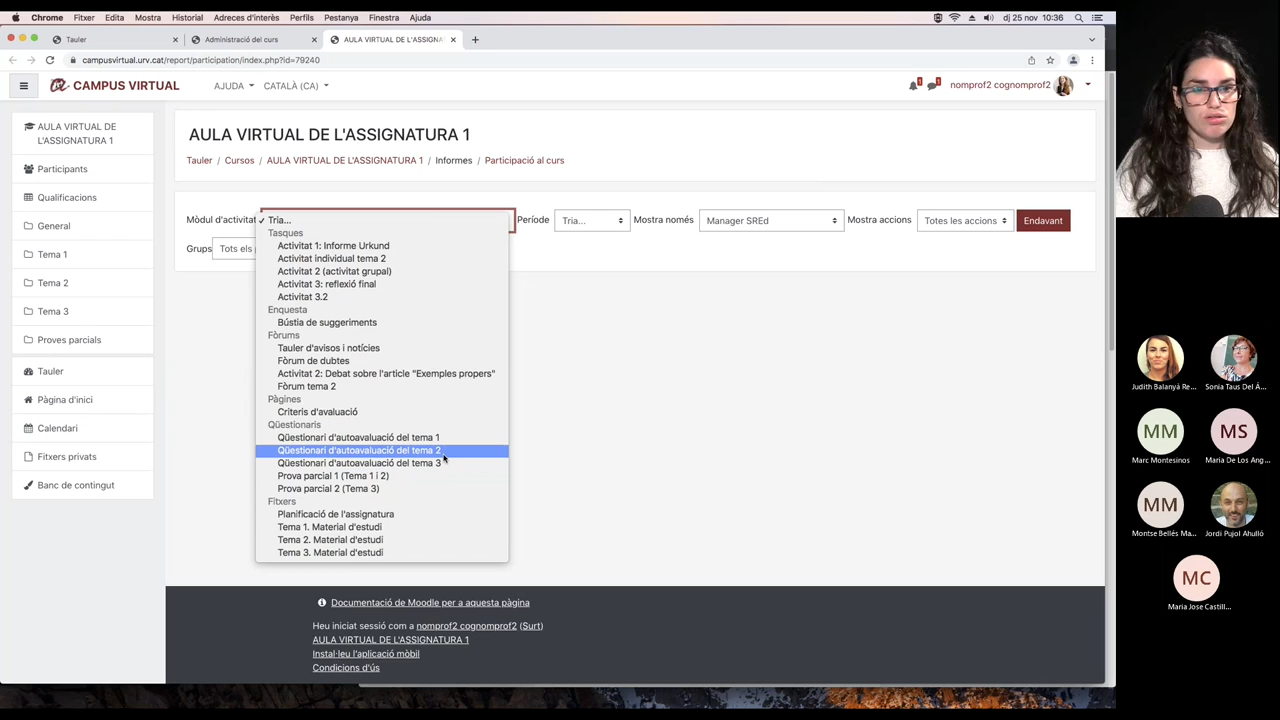 Chrome Fitxer Edita Mostra Historial Adreces d'interès Perfils Pestanya Finestra Ajuda dj 25 nov 10:36
Tauler Administració del curs AULA VIRTUAL DE L'ASSIGNA
campusvirtual.urv.cat/report/participation/index.php?id=79240
CAMPUS VIRTUAL AJUDA CATALÀ (CA) nomprof2 cognomprof2
AULA VIRTUAL DE L'ASSIGNATURA 1
Participants
Qualificacions
General
Tema 1
Tema 2
Tema 3
Proves parcials
Tauler
Pàgina d'inici
Calendari
Fitxers privats
Banc de contingut
AULA VIRTUAL DE L'ASSIGNATURA 1
Tauler / Cursos / AULA VIRTUAL DE L'ASSIGNATURA 1 / Informes / Participació al curs
Mòdul d'activitat Període Tria... Mostra només Manager SREd Mostra accions Totes les accions Endavant
Grups Tots els
✓ Tria...
Tasques
Activitat 1: Informe Urkund
Activitat individual tema 2
Activitat 2 (activitat grupal)
Activitat 3: reflexió final
Activitat 3.2
Enquesta
Bústia de suggeriments
Fòrums
Tauler d'avisos i notícies
Fòrum de dubtes
Activitat 2: Debat sobre l'article "Exemples propers"
Fòrum tema 2
Pàgines
Criteris d'avaluació
Qüestionaris
Qüestionari d'autoavaluació del tema 1
Qüestionari d'autoavaluació del tema 2
Qüestionari d'autoavaluació del tema 3
Prova parcial 1 (Tema 1 i 2)
Prova parcial 2 (Tema 3)
Fitxers
Planificació de l'assignatura
Tema 1. Material d'estudi
Tema 2. Material d'estudi
Tema 3. Material d'estudi
Documentació de Moodle per a aquesta pàgina
Heu iniciat sessió com a nomprof2 cognomprof2 (Surt)
AULA VIRTUAL DE L'ASSIGNATURA 1
Instal·leu l'aplicació mòbil
Condicions d'ús
Judith Balanyà Re... Sonia Taus Del Á...
MM MS
Marc Montesinos Maria De Los Ang...
MM
Montse Bellés Ma... Jordi Pujol Ahulló
MC
Maria Jose Castill...